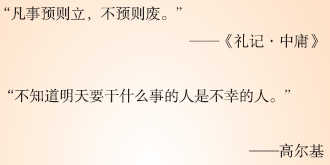 “凡事预则立，不预则废。”
——《礼记·中庸》
“不知道明天要干什么事的人是不幸的人。”
——高尔基